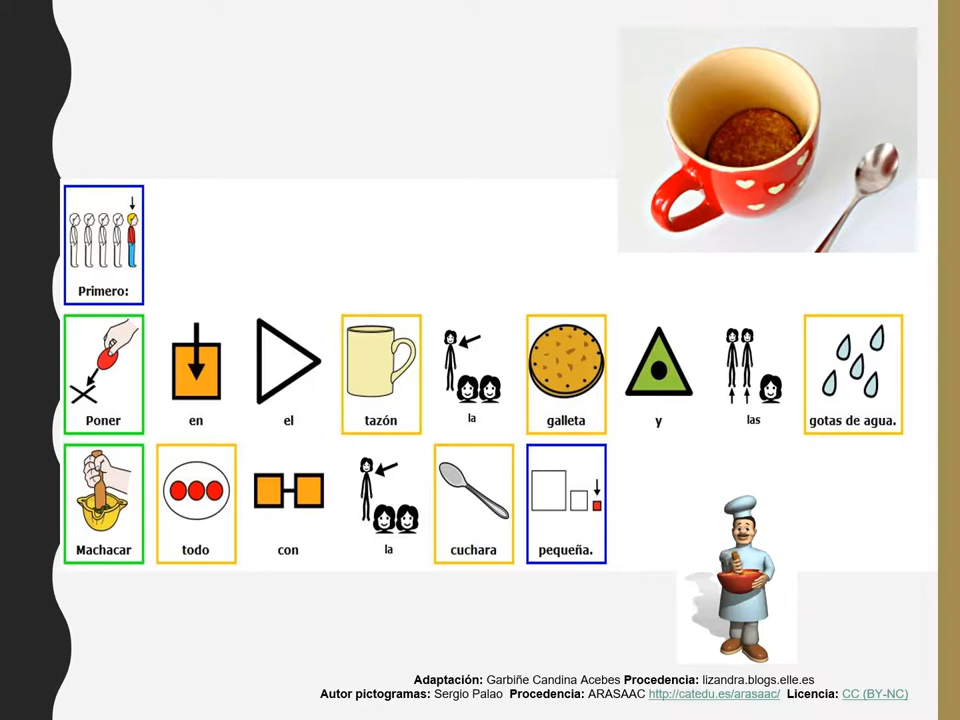 Primero:
Poner en el tazón la galleta y las gotas de agua.
Machacar todo con la cuchara pequeña.
Adaptación: Garbiñe Candina Acebes Procedencia: lizandra.blogs.elle.es
Autor pictogramas: Sergio Palao Procedencia: ARASAAC http://catedu.es/arasaac/ Licencia: CC (BY-NC)